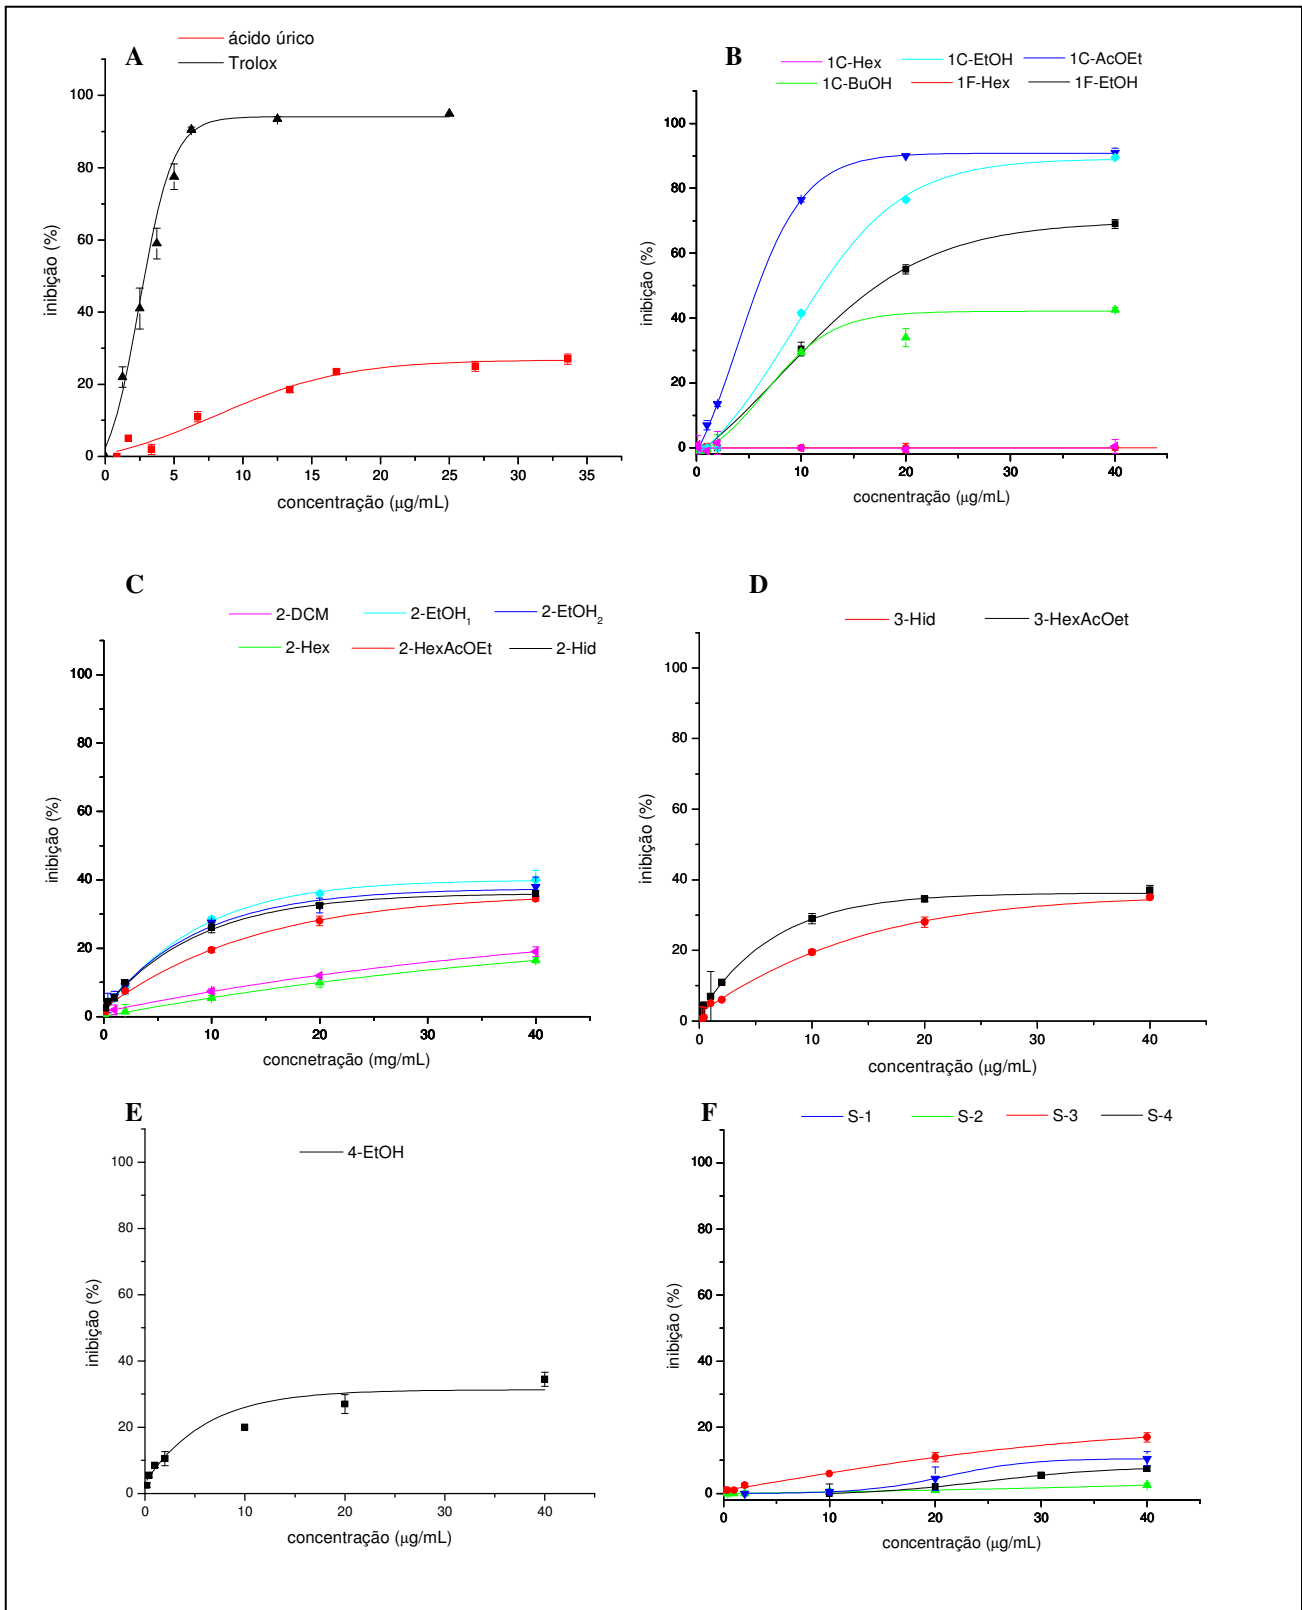 A
ácido úrico
Trolox
100
80
60
40
20
0
inibição (%)
0 5 10 15 20 25 30 35
concentração (µg/mL)
B
1C-Hex 1C-EtOH 1C-AcOEt
1C-BuOH 1F-Hex 1F-EtOH
100
80
60
40
20
0
inibição (%)
10 20 30 40
cocnentração (µg/mL)
C
2-DCM 2-EtOH₁ 2-EtOH₂
2-Hex 2-HexAcOEt 2-Hid
100
80
60
40
20
0
inibição (%)
0 10 20 30 40
concnetração (mg/mL)
D
3-Hid 3-HexAcOet
100
80
60
40
20
0
inibição (%)
0 10 20 30 40
concentração (µg/mL)
E
4-EtOH
100
80
60
40
20
0
inibição (%)
0 10 20 30 40
concentração (µg/mL)
F
S-1 S-2 S-3 S-4
100
80
60
40
20
0
inibição (%)
0 10 20 30 40
concentração (µg/mL)